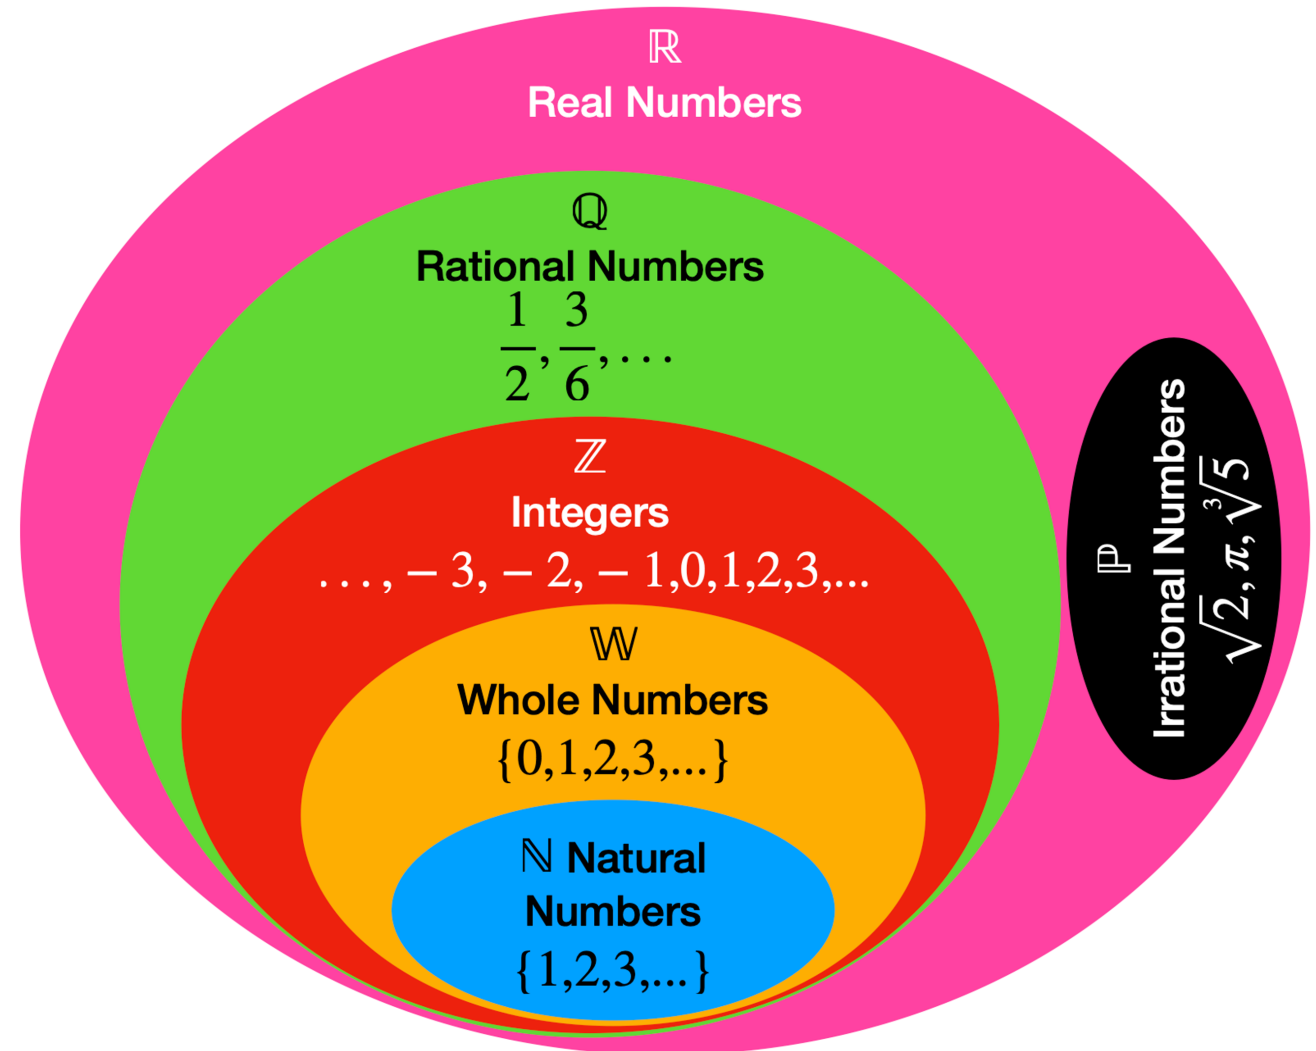 ℝ
Real Numbers
ℚ
Rational Numbers
1/2, 3/6, . . .
ℤ
Integers
. . . , − 3, − 2, − 1,0,1,2,3,...
𝕎
Whole Numbers
{0,1,2,3,...}
ℕ Natural
Numbers
{1,2,3,...}
ℙ
Irrational Numbers
√2, π, ∛5